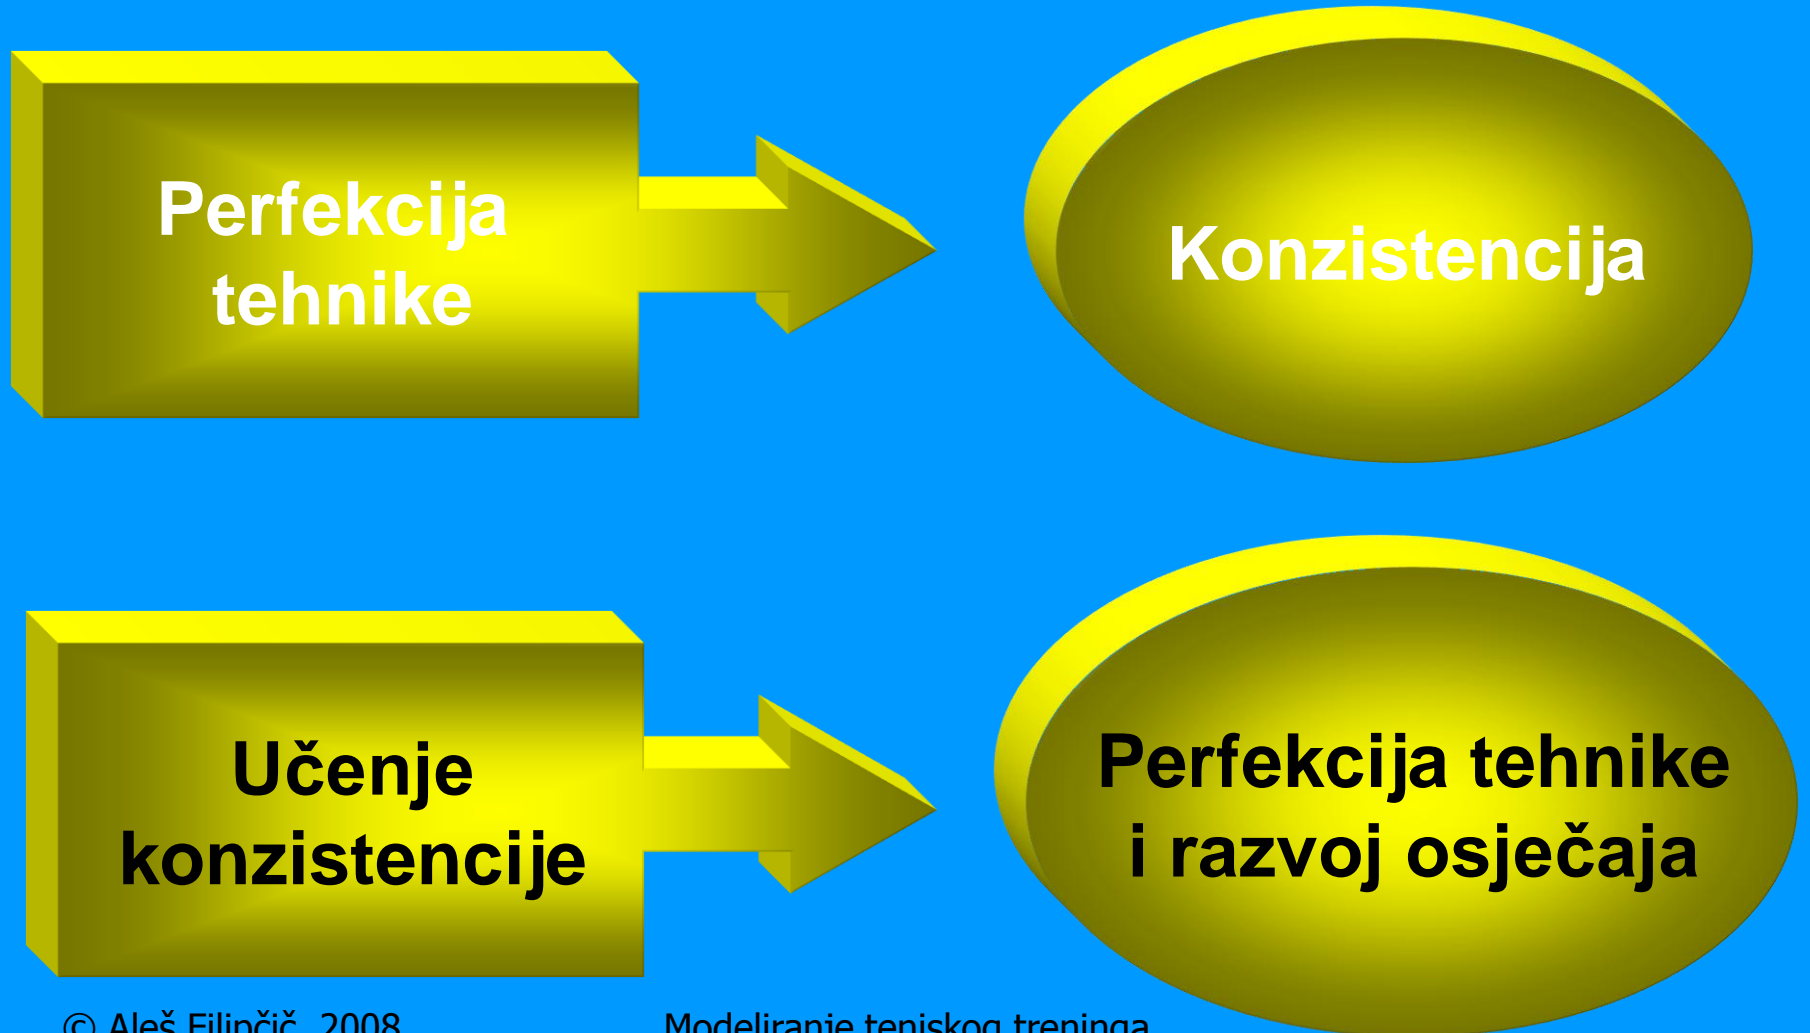 Perfekcija
tehnike
Konzistencija
Učenje
konzistencije
Perfekcija tehnike
i razvoj osječaja
© Aleš Filipčič, 2008
Modeliranje teniskog treninga